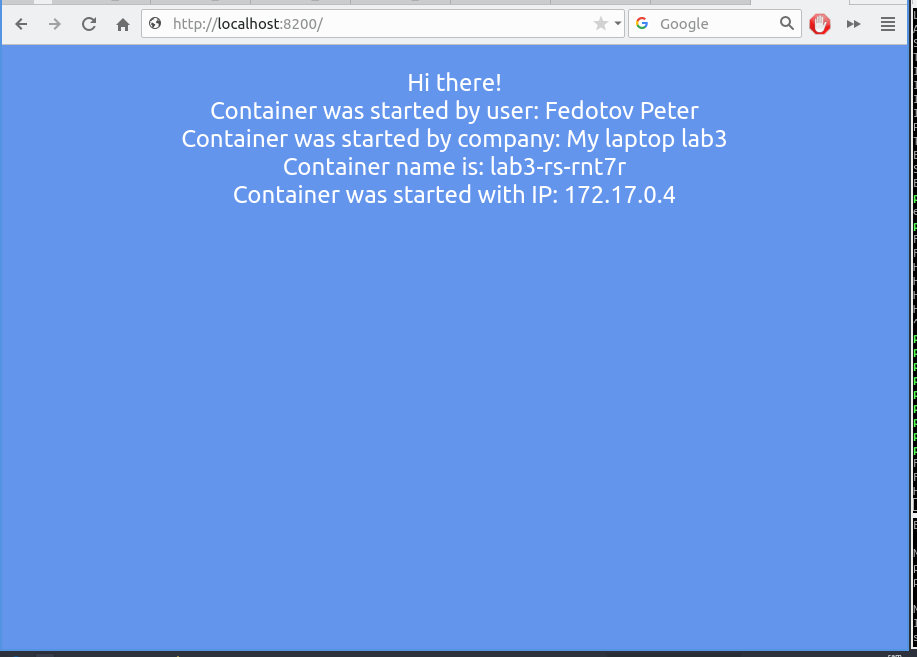 http://localhost:8200/
Google
Hi there!
Container was started by user: Fedotov Peter
Container was started by company: My laptop lab3
Container name is: lab3-rs-rnt7r
Container was started with IP: 172.17.0.4